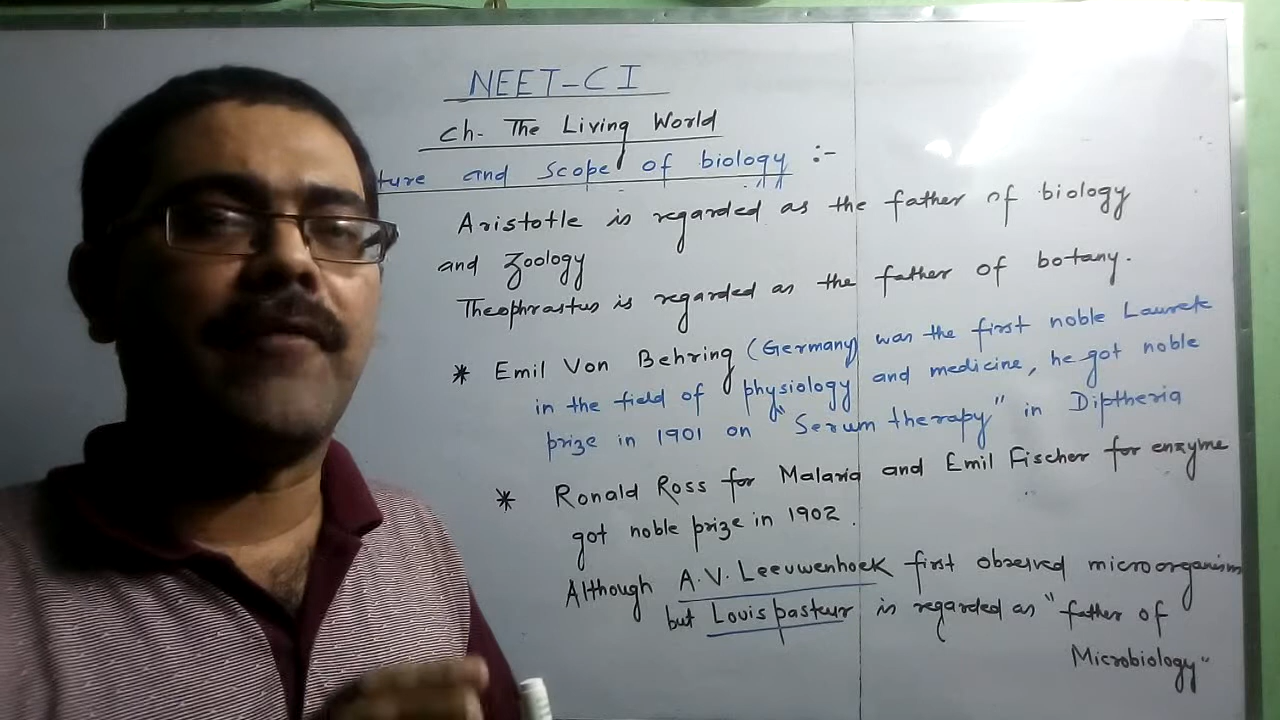 NEET-CI
Ch- The Living World
ture and Scope of biology :-
Aristotle is regarded as the father of biology
and Zoology
Theophrastus is regarded as the father of botany.
* Emil Von Behring (Germany) was the first noble Laurete
in the field of physiology and medicine, he got noble
prize in 1901 on "Serum therapy" in Diptheria
* Ronald Ross for Malaria and Emil Fischer for enzyme
got noble prize in 1902.
Although A.V. Leeuwenhoek first observed microorganism
but Louis pasteur is regarded as "father of
Microbiology"